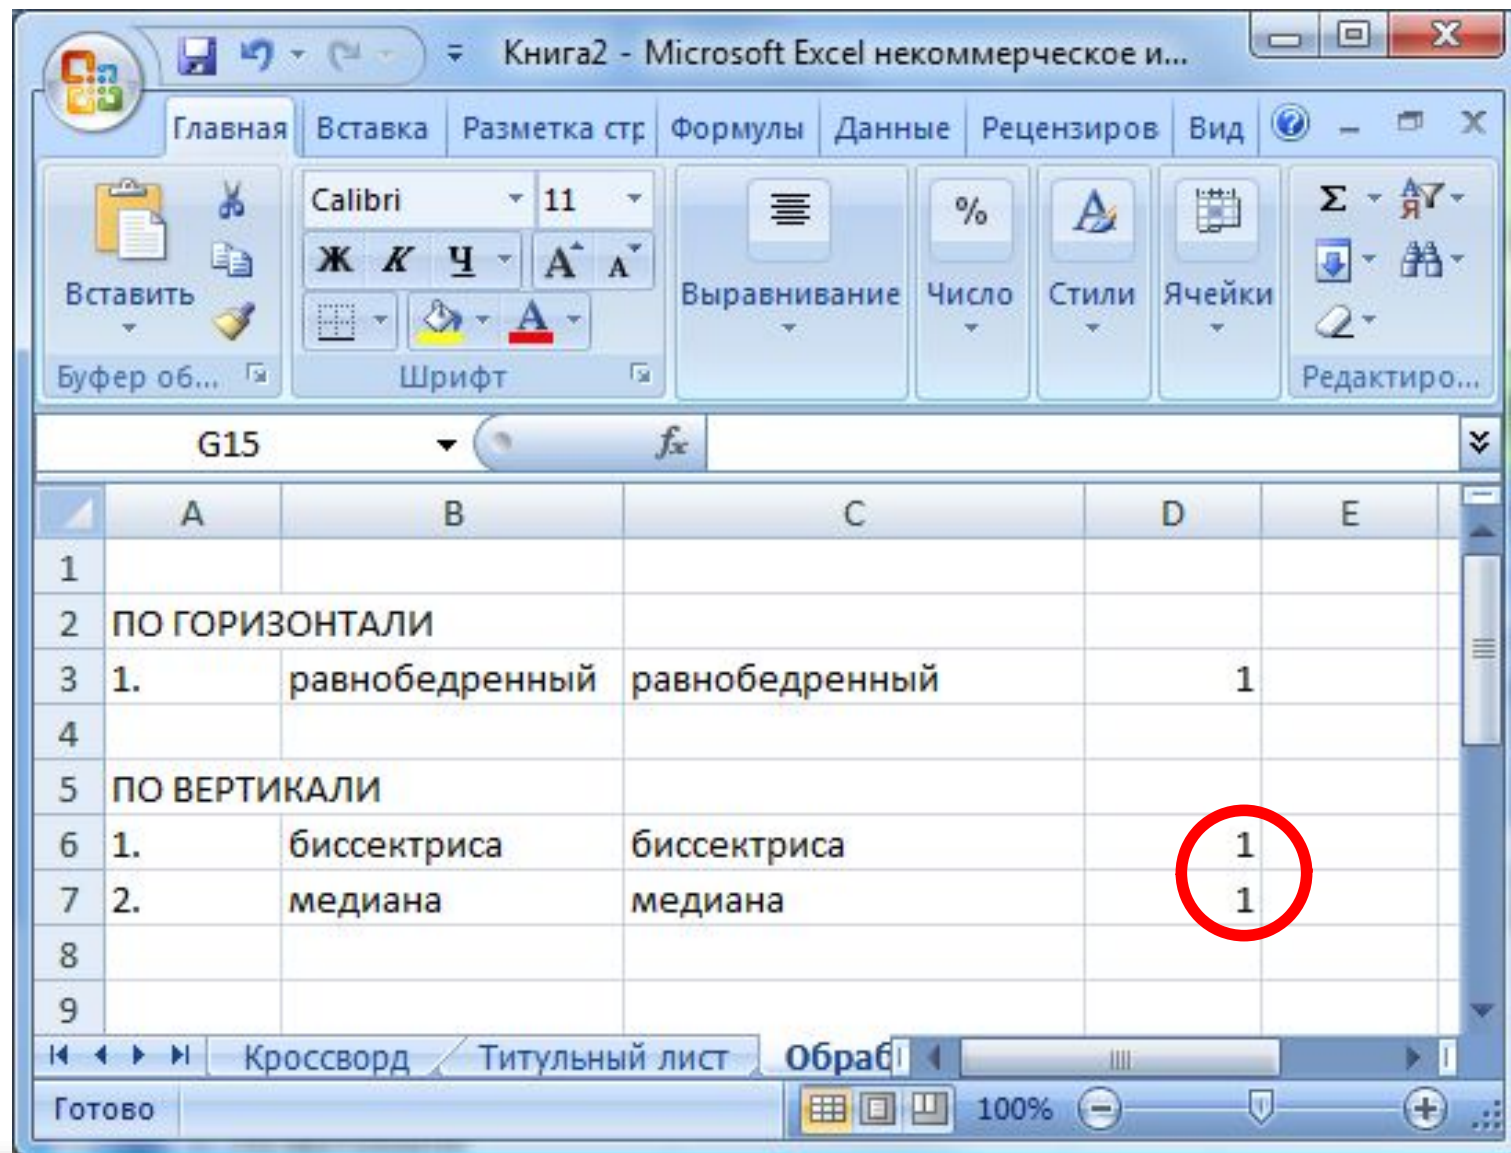 Книга2 - Microsoft Excel некоммерческое и...
Главная Вставка Разметка стр Формулы Данные Рецензиров Вид
Calibri 11 Σ А Я
Ж К Ч A A % A
Вставить Выравнивание Число Стили Ячейки
A
Буфер об... Шрифт Редактиро...
G15 fx
A B C D E
1
2 ПО ГОРИЗОНТАЛИ
3 1. равнобедренный равнобедренный 1
4
5 ПО ВЕРТИКАЛИ
6 1. биссектриса биссектриса 1
7 2. медиана медиана 1
8
9
Кроссворд Титульный лист Обраб
Готово 100%